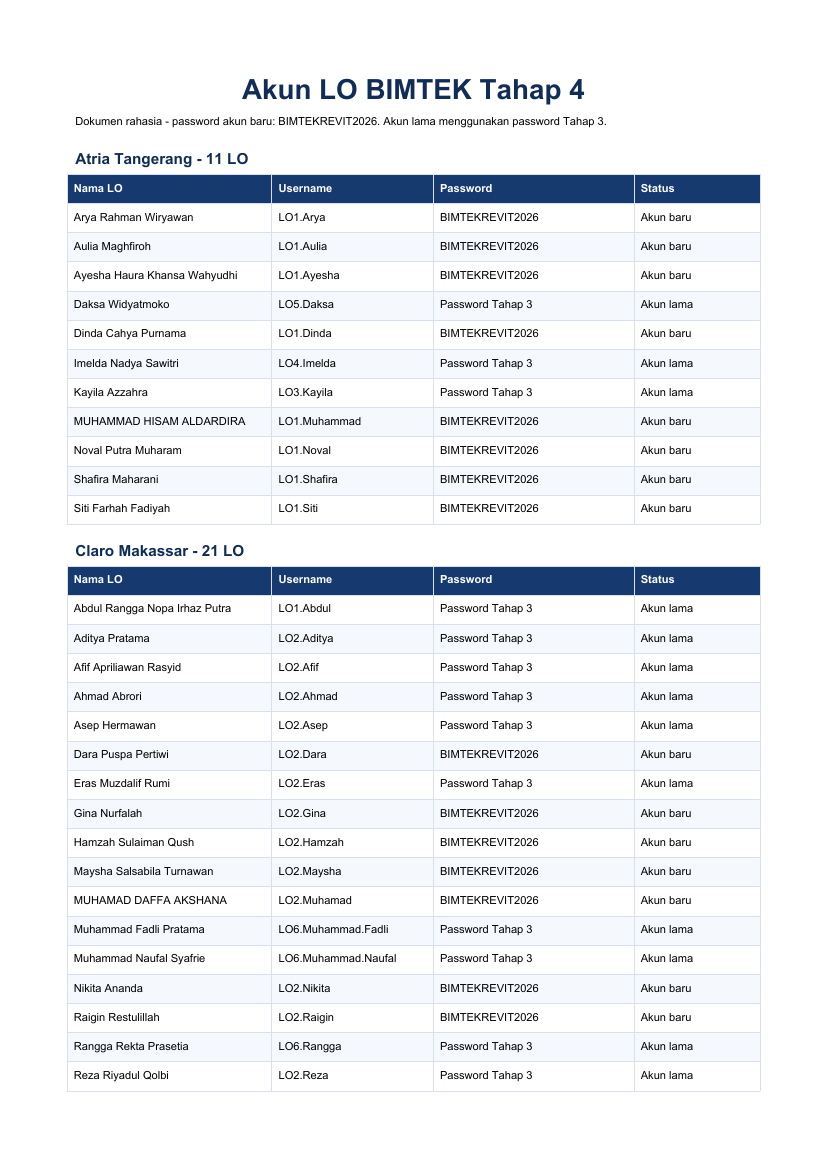 Akun LO BIMTEK Tahap 4
Dokumen rahasia - password akun baru: BIMTEKREVIT2026. Akun lama menggunakan password Tahap 3.
Atria Tangerang - 11 LO
Nama LO Username Password Status
Arya Rahman Wiryawan LO1.Arya BIMTEKREVIT2026 Akun baru
Aulia Maghfiroh LO1.Aulia BIMTEKREVIT2026 Akun baru
Ayesha Haura Khansa Wahyudhi LO1.Ayesha BIMTEKREVIT2026 Akun baru
Daksa Widyatmoko LO5.Daksa Password Tahap 3 Akun lama
Dinda Cahya Purnama LO1.Dinda BIMTEKREVIT2026 Akun baru
Imelda Nadya Sawitri LO4.Imelda Password Tahap 3 Akun lama
Kayila Azzahra LO3.Kayila Password Tahap 3 Akun lama
MUHAMMAD HISAM ALDARDIRA LO1.Muhammad BIMTEKREVIT2026 Akun baru
Noval Putra Muharam LO1.Noval BIMTEKREVIT2026 Akun baru
Shafira Maharani LO1.Shafira BIMTEKREVIT2026 Akun baru
Siti Farhah Fadiyah LO1.Siti BIMTEKREVIT2026 Akun baru
Claro Makassar - 21 LO
Nama LO Username Password Status
Abdul Rangga Nopa Irhaz Putra LO1.Abdul Password Tahap 3 Akun lama
Aditya Pratama LO2.Aditya Password Tahap 3 Akun lama
Afif Apriliawan Rasyid LO2.Afif Password Tahap 3 Akun lama
Ahmad Abrori LO2.Ahmad Password Tahap 3 Akun lama
Asep Hermawan LO2.Asep Password Tahap 3 Akun lama
Dara Puspa Pertiwi LO2.Dara BIMTEKREVIT2026 Akun baru
Eras Muzdalif Rumi LO2.Eras Password Tahap 3 Akun lama
Gina Nurfalah LO2.Gina BIMTEKREVIT2026 Akun baru
Hamzah Sulaiman Qush LO2.Hamzah BIMTEKREVIT2026 Akun baru
Maysha Salsabila Turnawan LO2.Maysha BIMTEKREVIT2026 Akun baru
MUHAMAD DAFFA AKSHANA LO2.Muhamad BIMTEKREVIT2026 Akun baru
Muhammad Fadli Pratama LO6.Muhammad.Fadli Password Tahap 3 Akun lama
Muhammad Naufal Syafrie LO6.Muhammad.Naufal Password Tahap 3 Akun lama
Nikita Ananda LO2.Nikita BIMTEKREVIT2026 Akun baru
Raigin Restulillah LO2.Raigin BIMTEKREVIT2026 Akun baru
Rangga Rekta Prasetia LO6.Rangga Password Tahap 3 Akun lama
Reza Riyadul Qolbi LO2.Reza Password Tahap 3 Akun lama